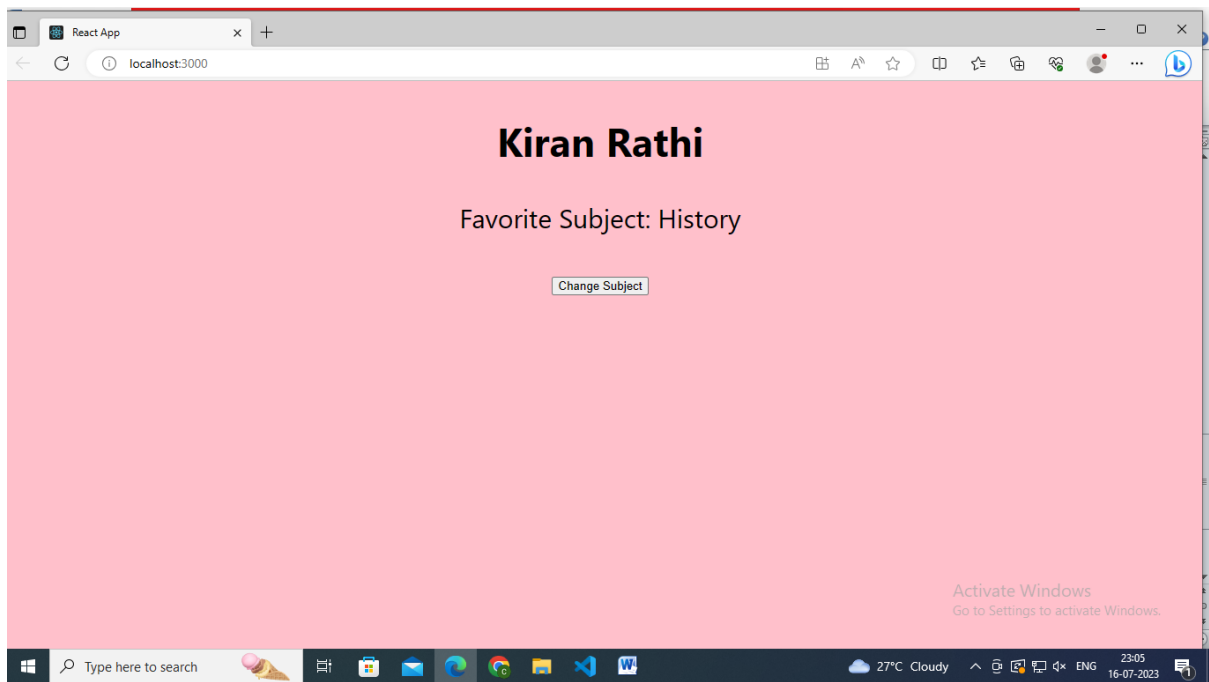 React App
localhost:3000
Kiran Rathi
Favorite Subject: History
Change Subject
Activate Windows
Go to Settings to activate Windows.
Type here to search
27°C Cloudy
ENG
23:05
16-07-2023
1